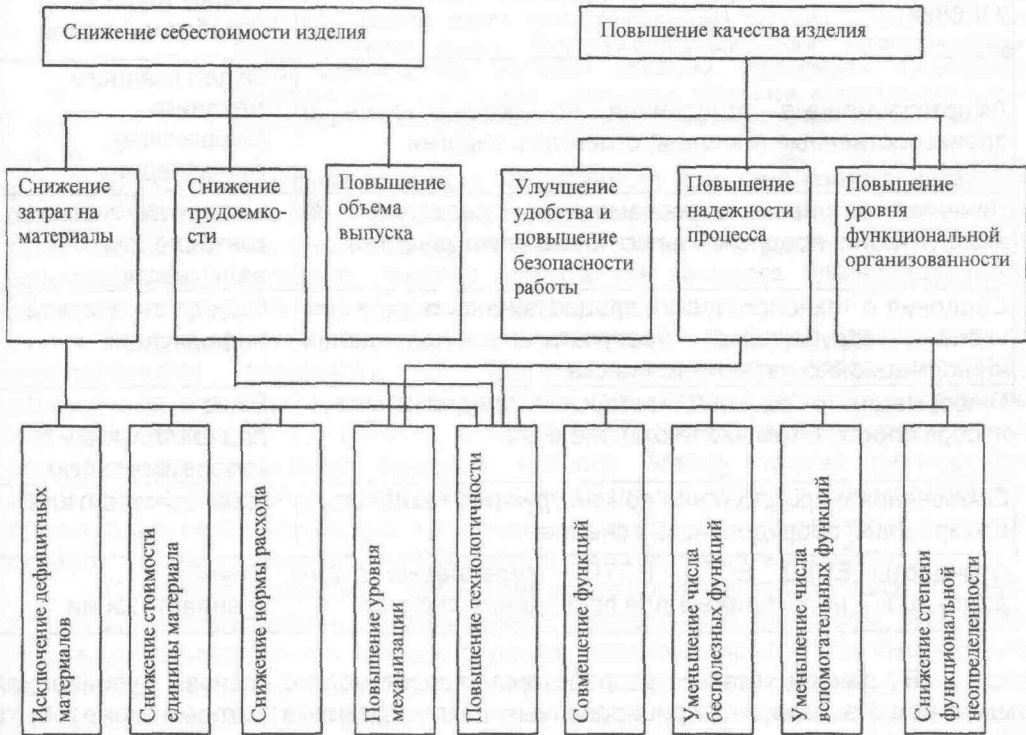 Снижение себестоимости изделия
Повышение качества изделия
Снижение
затрат на
материалы
Снижение
трудоемко
сти
Повышение
объема
выпуска
Улучшение
удобства и
повышение
безопасности
работы
Повышение
надежности
процесса
Повышение
уровня
функциональной
организованности
Исключение дефицитных
материалов
Снижение стоимости
единицы материала
Снижение нормы расхода
Повышение уровня
механизации
Повышение технологичности
Совмещение функций
Уменьшение числа
бесполезных функций
Уменьшение числа
вспомогательных функций
Снижение степени
функциональной
неопределенности